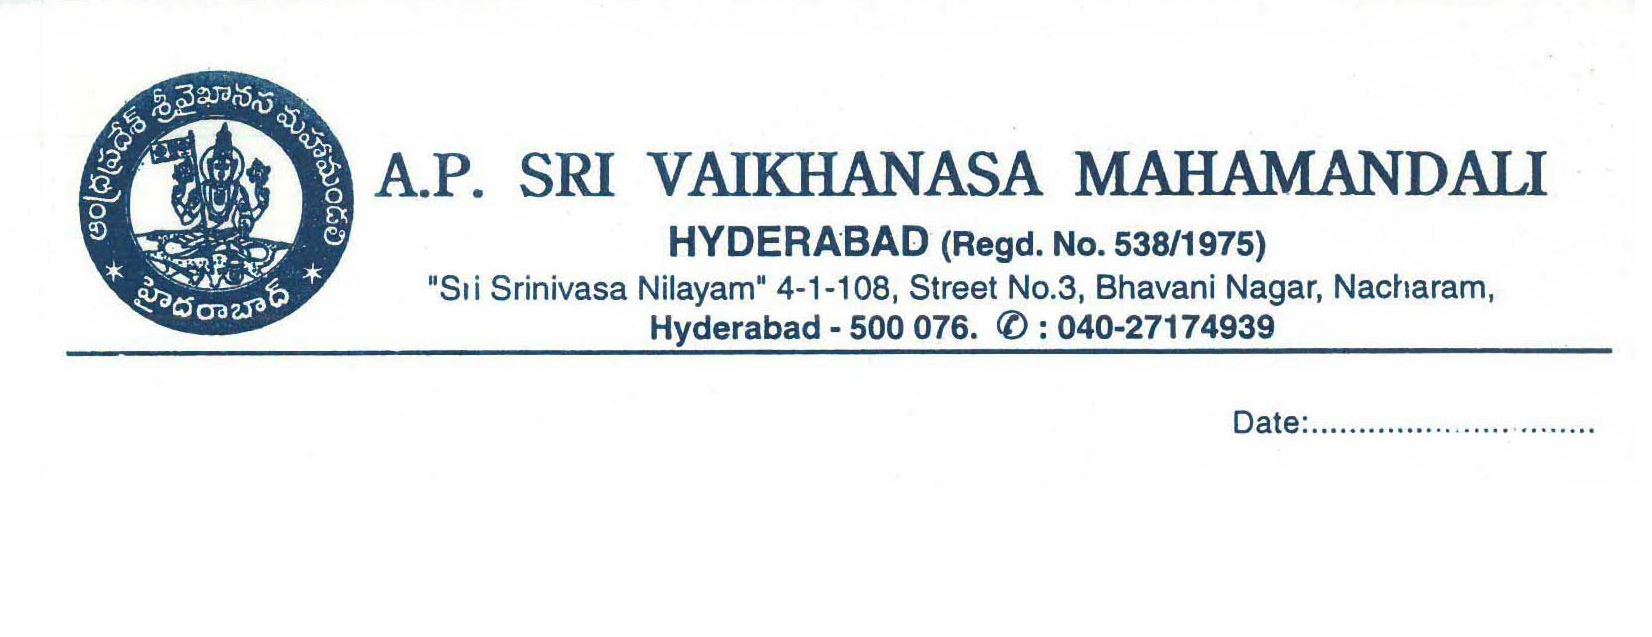 ఆంధ్రప్రదేశ్ శ్రీవైఖానస మహామండలి
హైదరాబాద్
A.P. SRI VAIKHANASA MAHAMANDALI
HYDERABAD (Regd. No. 538/1975)
"Sri Srinivasa Nilayam" 4-1-108, Street No.3, Bhavani Nagar, Nacharam,
Hyderabad - 500 076. ✆ : 040-27174939
Date:..............................